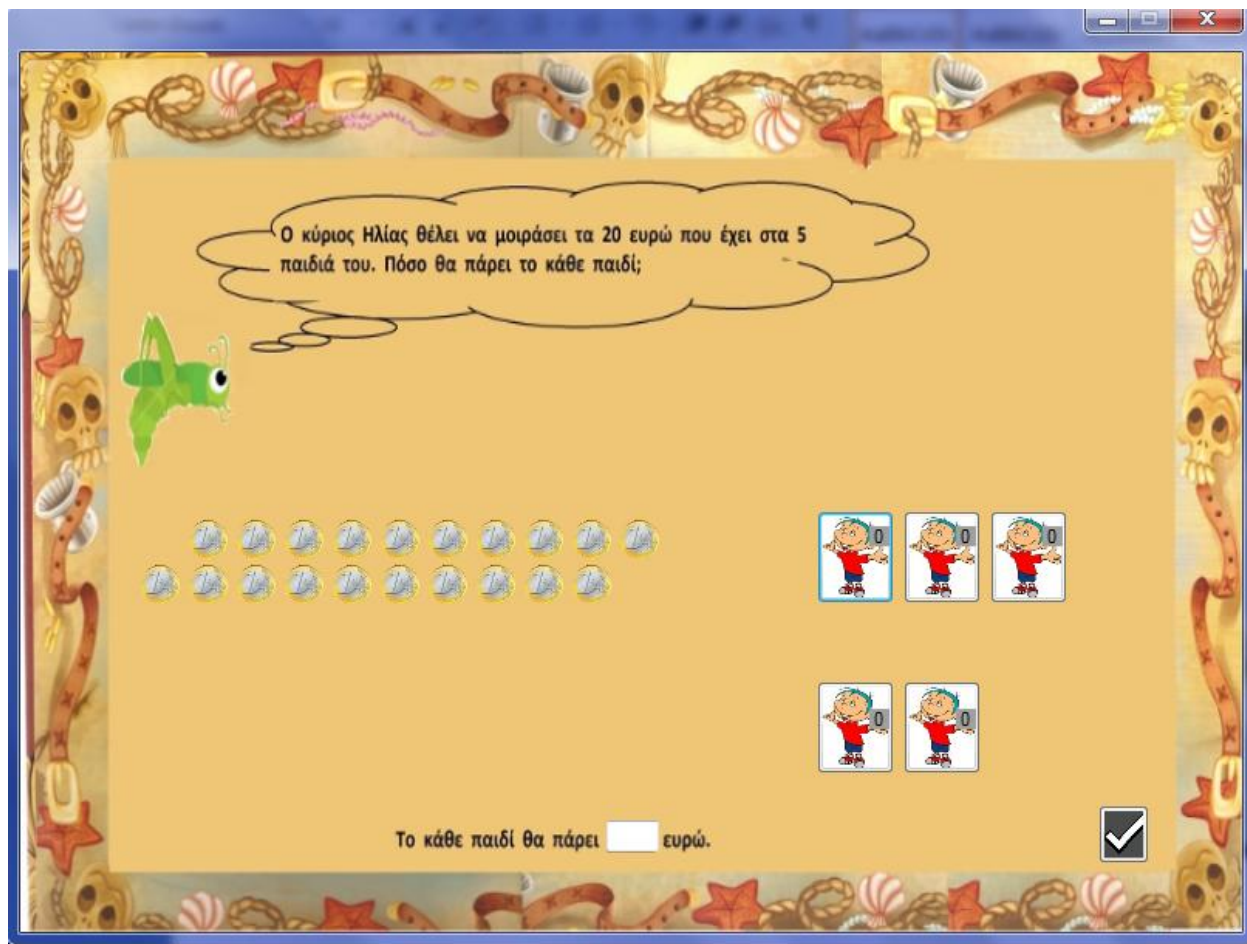 Ο κύριος Ηλίας θέλει να μοιράσει τα 20 ευρώ που έχει στα 5
παιδιά του. Πόσο θα πάρει το κάθε παιδί;
0 0 0
0 0
Το κάθε παιδί θα πάρει ευρώ.